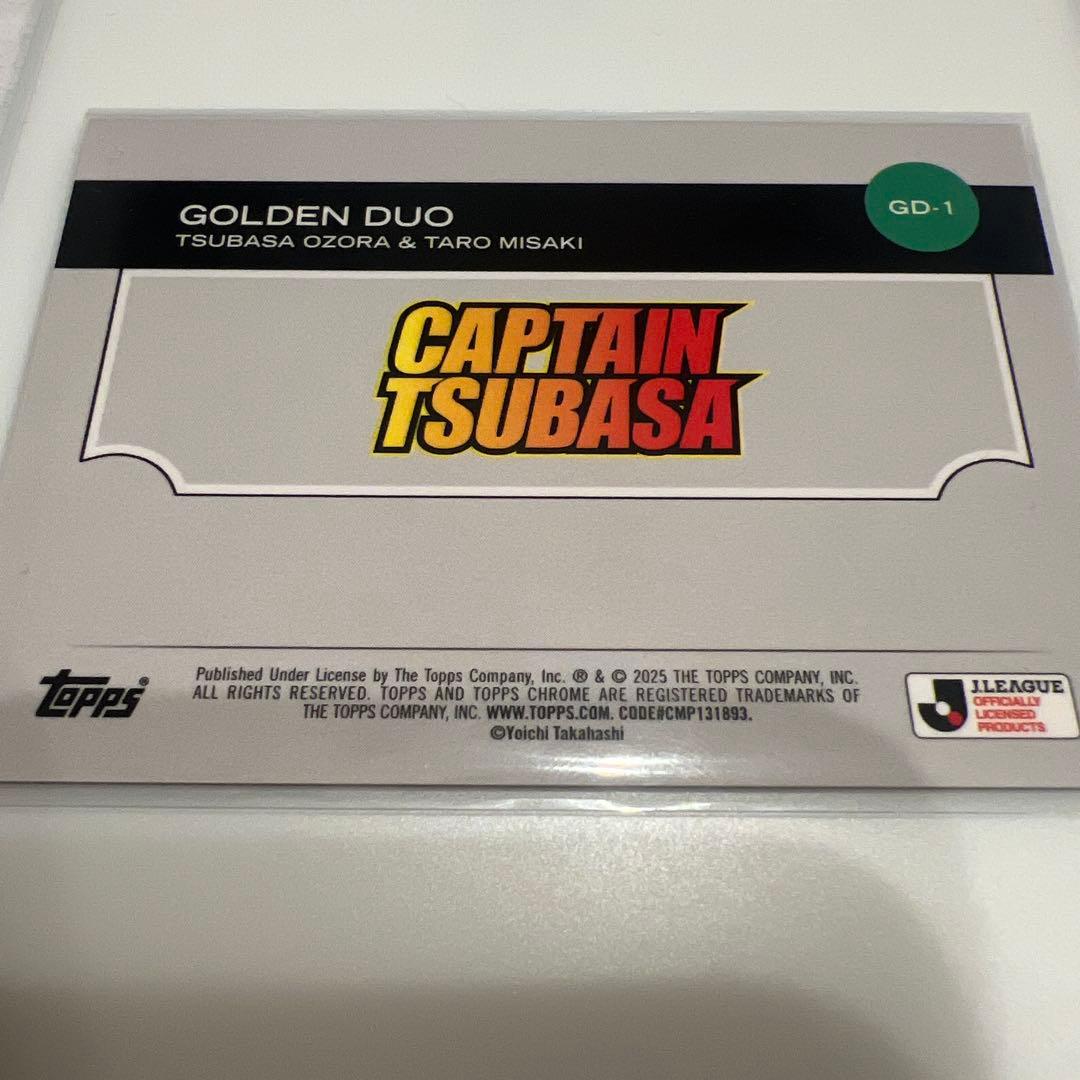 GOLDEN DUO
TSUBASA OZORA & TARO MISAKI
GD-1
CAPTAIN
TSUBASA
Topps®
Published Under License by The Topps Company, Inc. ® & © 2025 THE TOPPS COMPANY, INC.
ALL RIGHTS RESERVED. TOPPS AND TOPPS CHROME ARE REGISTERED TRADEMARKS OF
THE TOPPS COMPANY, INC. WWW.TOPPS.COM. CODE#CMP131893.
©Yoichi Takahashi
J.LEAGUE
OFFICIALLY
LICENSED
PRODUCTS